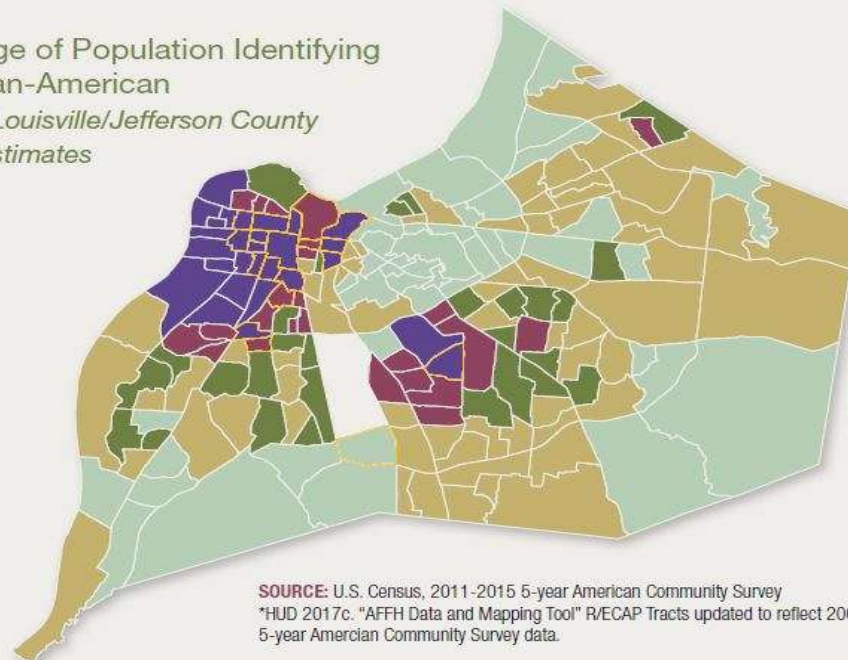 ge of Population Identifying
an-American
Louisville/Jefferson County
stimates
SOURCE: U.S. Census, 2011-2015 5-year American Community Survey
*HUD 2017c. “AFFH Data and Mapping Tool” R/ECAP Tracts updated to reflect 200
5-year Amercian Community Survey data.